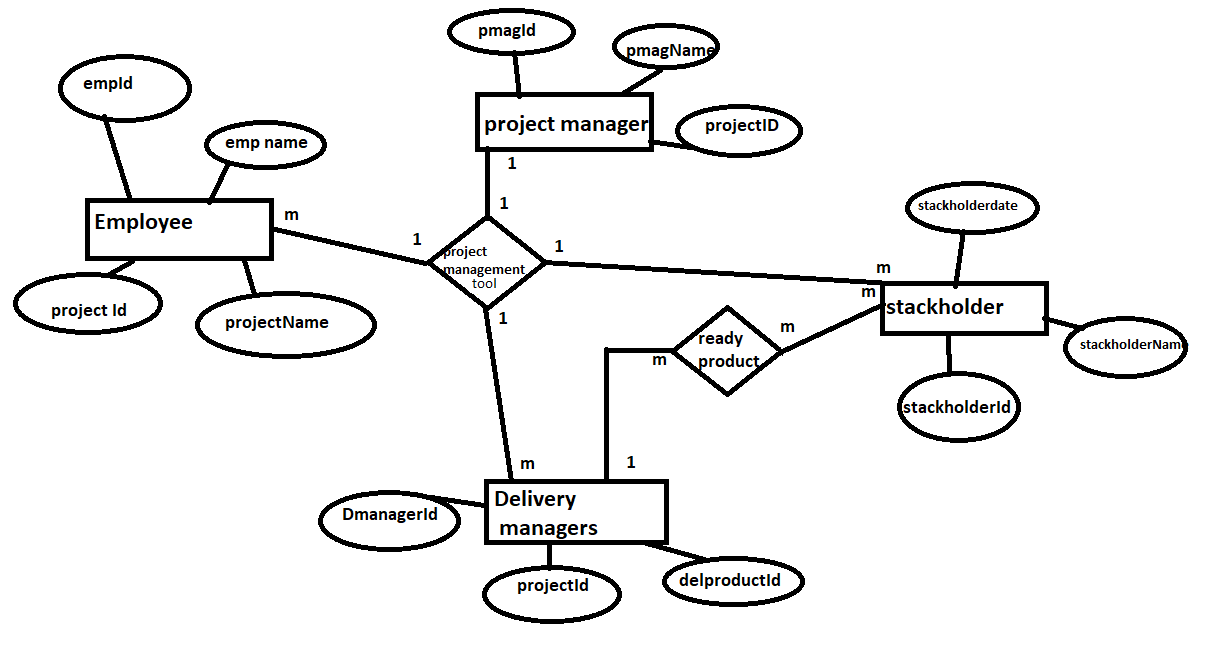 pmagId
pmagName
empId
project manager
projectID
emp name
1
stackholderdate
1
m
Employee
1
1
project
management
tool
m
m
stackholder
project Id
projectName
1
m
ready
product
m
stackholderName
stackholderId
m
1
Delivery
managers
DmanagerId
projectId
delproductId